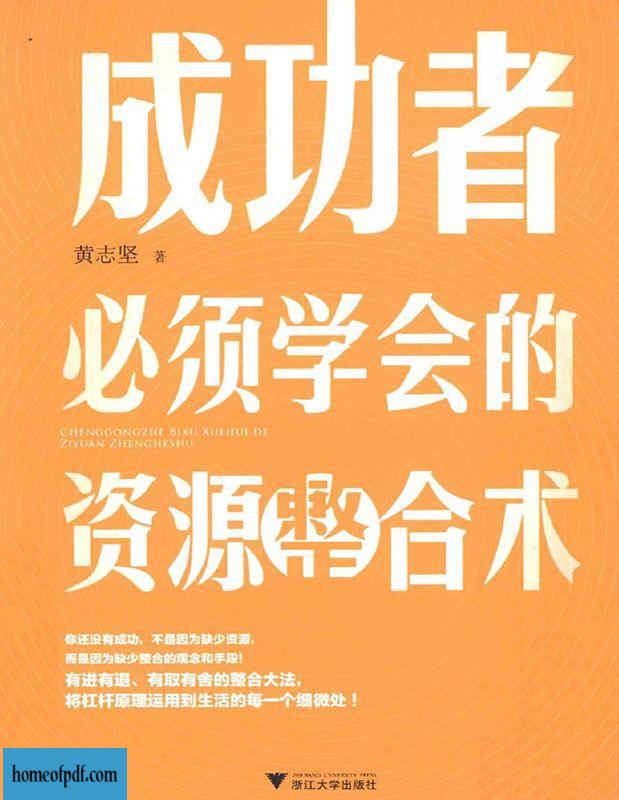 成功者
黄志坚 著
必须学会的
CHENGGONGZHE BIXU XUEHUI DE
ZIYUAN ZHENGHESHU
资源整合术
你还没有成功，不是因为缺少资源，
而是因为缺少整合的观念和手段！
有进有退、有取有舍的整合大法，
将杠杆原理运用到生活的每一个细微处！
homeofpdf.com
ZHEJIANG UNIVERSITY PRESS
浙江大学出版社